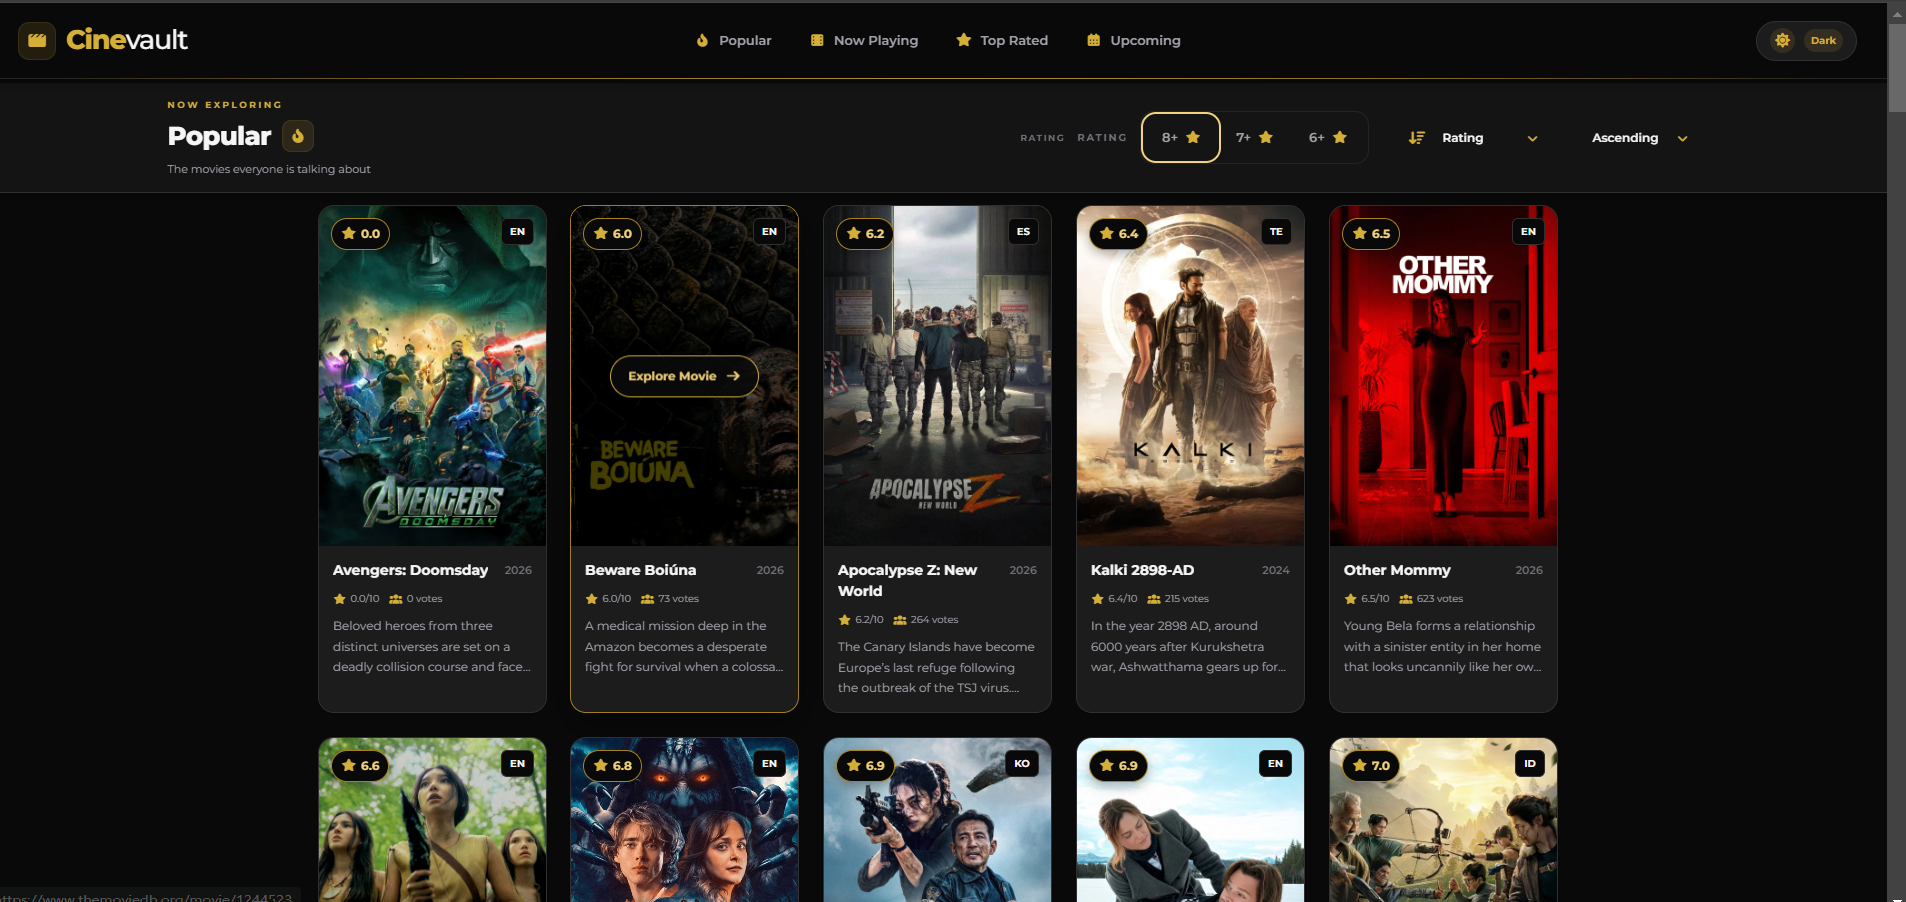 Cinevault
Popular
Now Playing
Top Rated
Upcoming
Dark
NOW EXPLORING
Popular
The movies everyone is talking about
RATING RATING 8+ 7+ 6+ Rating Ascending
0.0 EN
AVENGERS
DOOMSDAY
Avengers: Doomsday 2026
0.0/10 0 votes
Beloved heroes from three
distinct universes are set on a
deadly collision course and face...
6.0 EN
Explore Movie →
BEWARE
BOIÚNA
Beware Boiúna 2026
6.0/10 73 votes
A medical mission deep in the
Amazon becomes a desperate
fight for survival when a colossa...
6.2 ES
APOCALYPSE Z
NEW WORLD
Apocalypse Z: New 2026
World
6.2/10 264 votes
The Canary Islands have become
Europe's last refuge following
the outbreak of the TSJ virus....
6.4 TE
KALKI
Kalki 2898-AD 2024
6.4/10 215 votes
In the year 2898 AD, around
6000 years after Kurukshetra
war, Ashwatthama gears up for...
6.5 EN
OTHER
MOMMY
Other Mommy 2026
6.5/10 623 votes
Young Bela forms a relationship
with a sinister entity in her home
that looks uncannily like her ow...
6.6 EN
6.8 EN
6.9 KO
6.9 EN
7.0 ID
https://www.themoviedb.org/movie/1244523